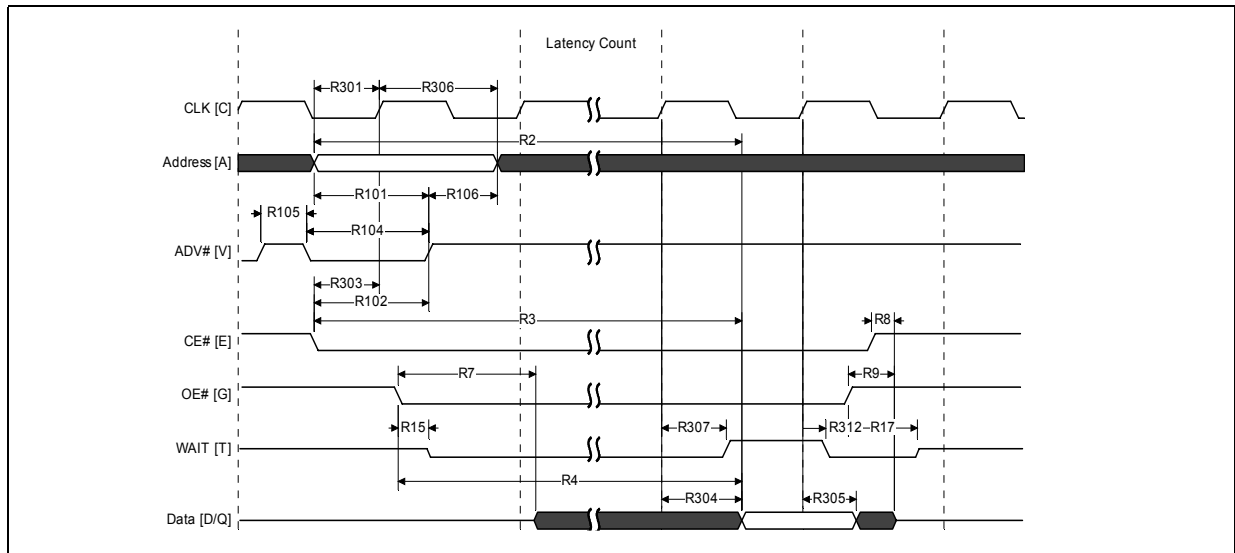 Latency Count
R301 R306
CLK [C]
R2
Address [A]
R101 R106
R105
R104
ADV# [V]
R303
R102
R3 R8
CE# [E]
R7 R9
OE# [G]
R15 R307 R312 R17
WAIT [T]
R4
R304 R305
Data [D/Q]